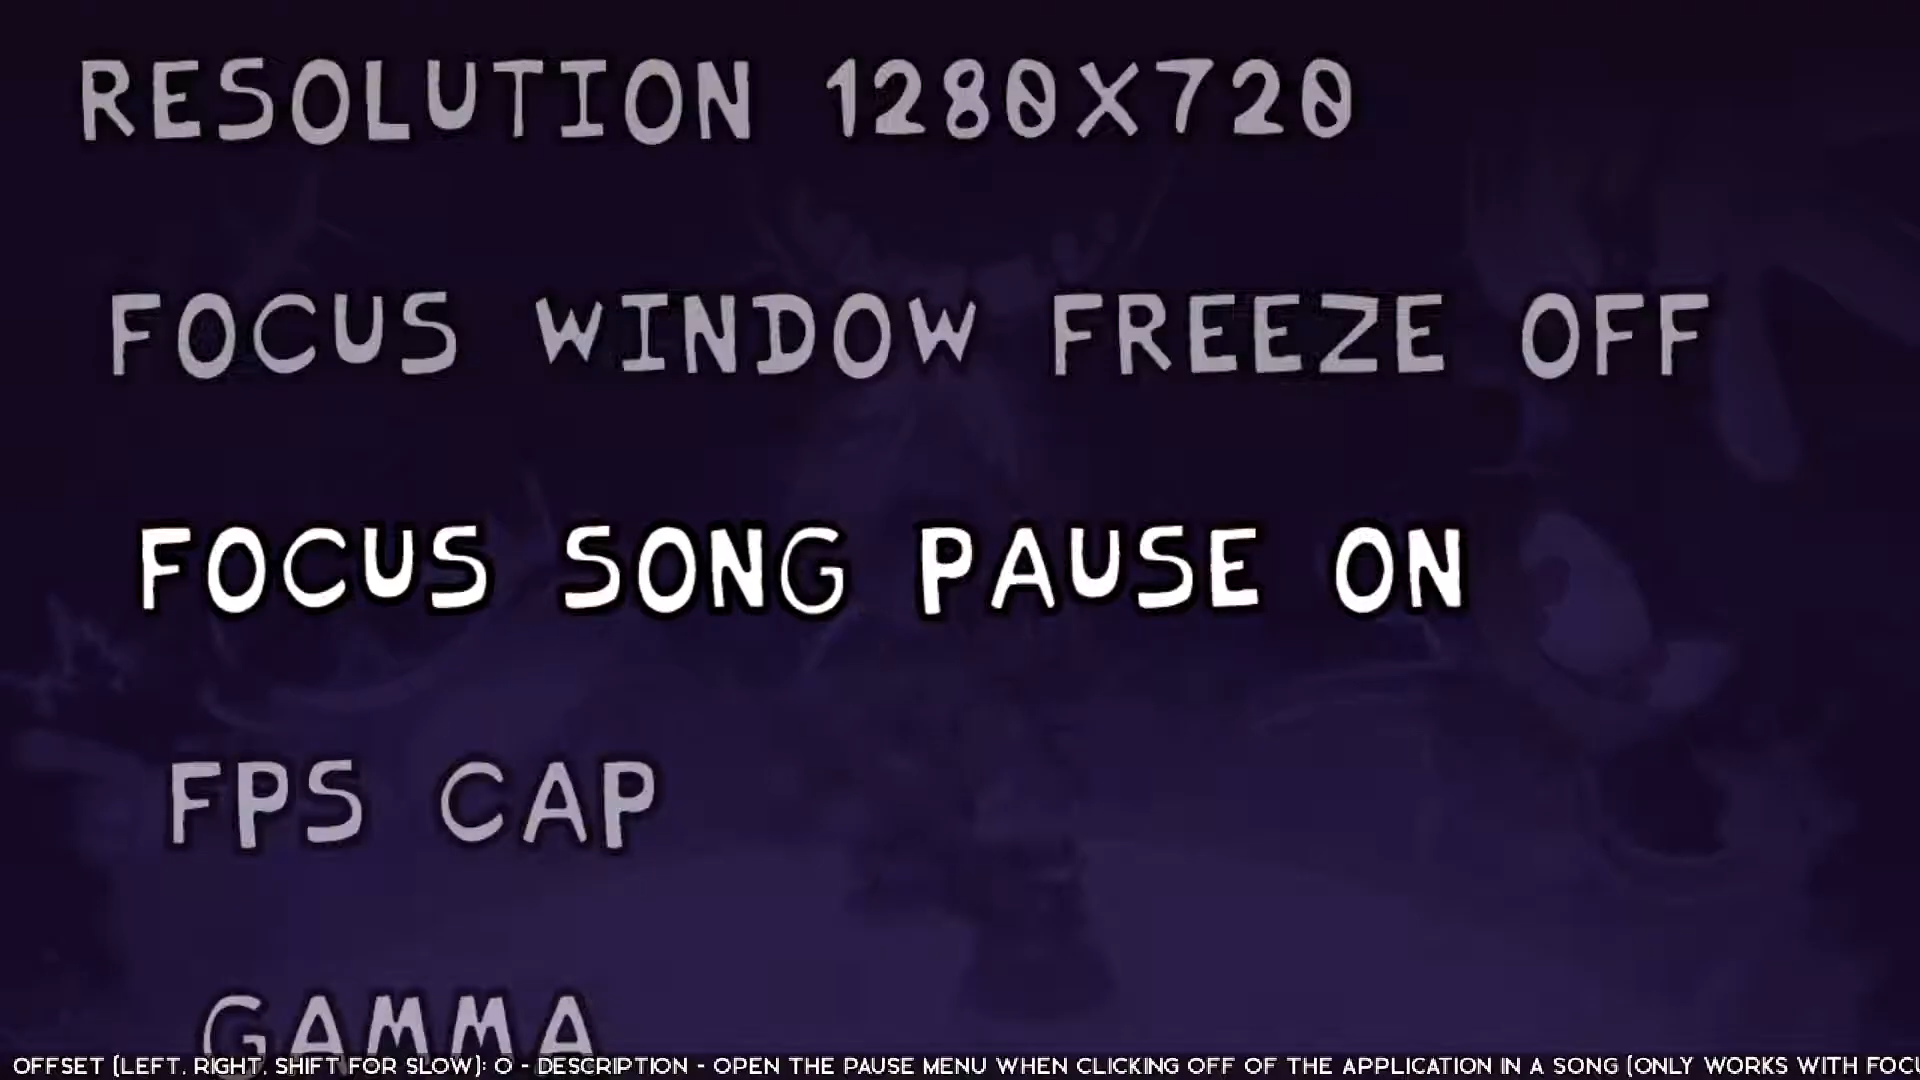 RESOLUTION 1280X720
FOCUS WINDOW FREEZE OFF
FOCUS SONG PAUSE ON
FPS CAP
GAMMA
OFFSET (LEFT, RIGHT, SHIFT FOR SLOW): 0 - DESCRIPTION - OPEN THE PAUSE MENU WHEN CLICKING OFF OF THE APPLICATION IN A SONG (ONLY WORKS WITH